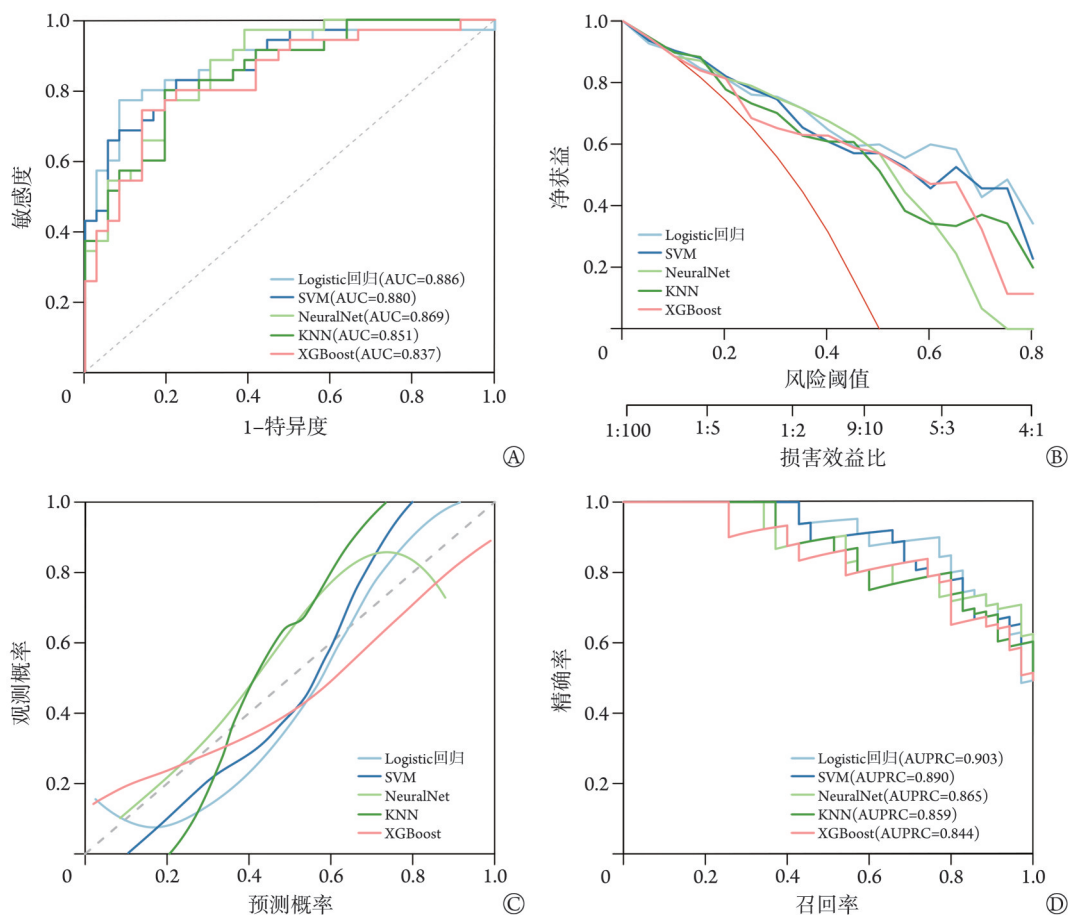 1.0
0.8
0.6
0.4
0.2
0
0.2
0.4
0.6
0.8
1.0
敏感度
1-特异度
Logistic回归(AUC=0.886)
SVM(AUC=0.880)
NeuralNet(AUC=0.869)
KNN(AUC=0.851)
XGBoost(AUC=0.837)
Ⓐ
1.0
0.8
0.6
0.4
0.2
0
0.2
0.4
0.6
0.8
净获益
风险阈值
Logistic回归
SVM
NeuralNet
KNN
XGBoost
1:100
1:5
1:2
9:10
5:3
4:1
损害效益比
Ⓑ
1.0
0.8
0.6
0.4
0.2
0
0.2
0.4
0.6
0.8
1.0
观测概率
预测概率
Logistic回归
SVM
NeuralNet
KNN
XGBoost
Ⓒ
1.0
0.8
0.6
0.4
0.2
0
0.2
0.4
0.6
0.8
1.0
精确率
召回率
Logistic回归(AUPRC=0.903)
SVM(AUPRC=0.890)
NeuralNet(AUPRC=0.865)
KNN(AUPRC=0.859)
XGBoost(AUPRC=0.844)
Ⓓ